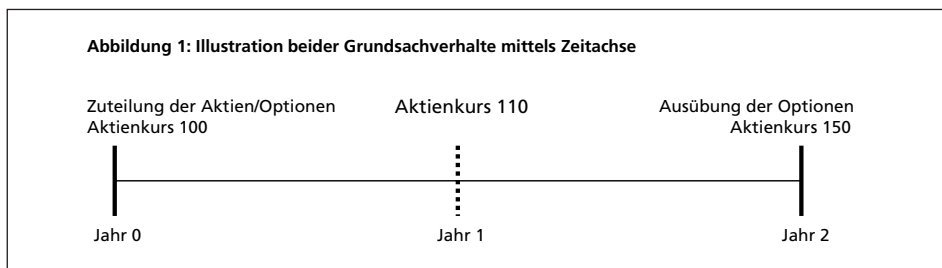 Abbildung 1: Illustration beider Grundsachverhalte mittels Zeitachse
Zuteilung der Aktien/Optionen
Aktienkurs 100
Aktienkurs 110
Ausübung der Optionen
Aktienkurs 150
Jahr 0
Jahr 1
Jahr 2